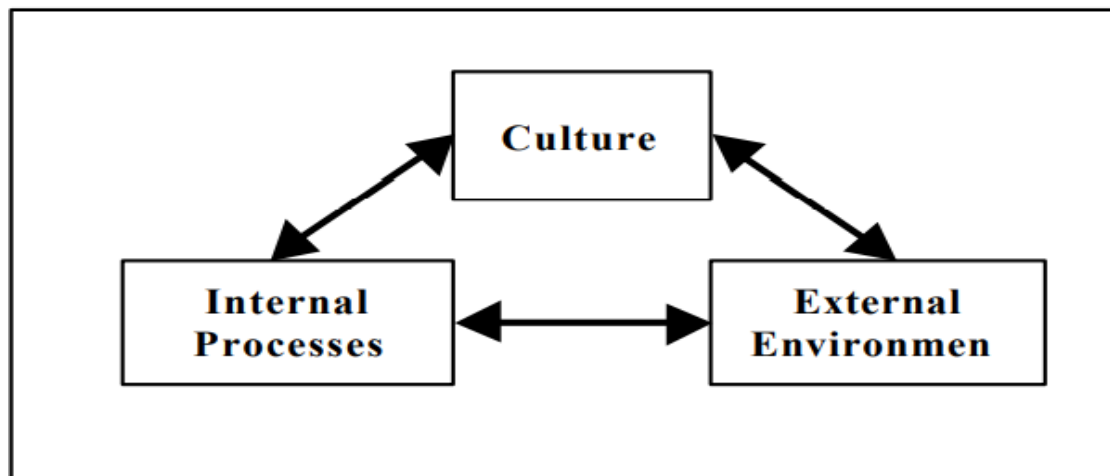 Culture
Internal
Processes
External
Environmen